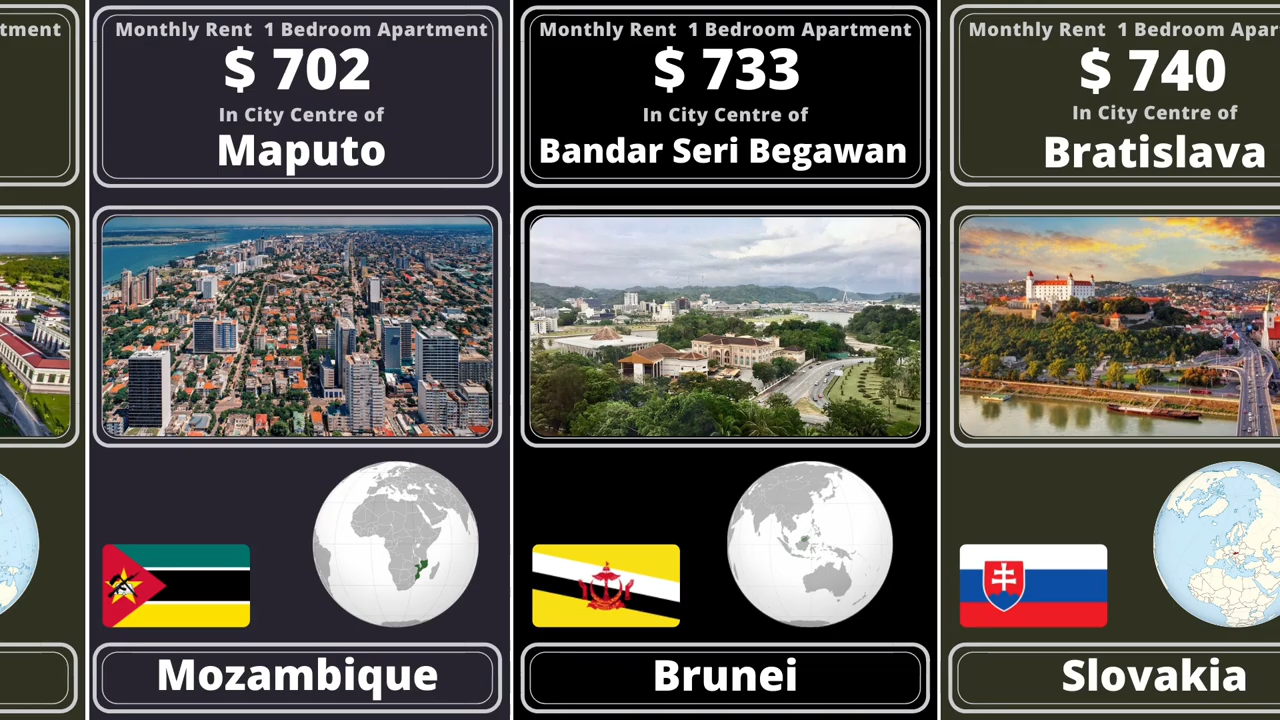 tment
Monthly Rent 1 Bedroom Apartment
$ 702
In City Centre of
Maputo
Mozambique
Monthly Rent 1 Bedroom Apartment
$ 733
In City Centre of
Bandar Seri Begawan
Brunei
Monthly Rent 1 Bedroom Apar
$ 740
In City Centre of
Bratislava
Slovakia